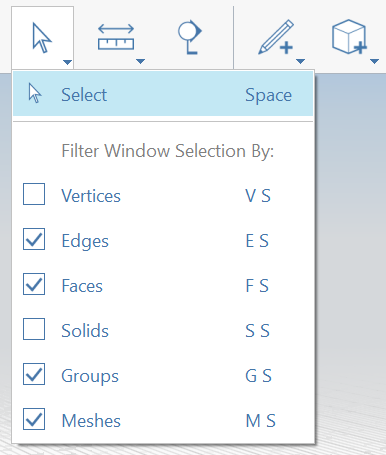 Select Space
Filter Window Selection By:
Vertices V S
Edges E S
Faces F S
Solids S S
Groups G S
Meshes M S